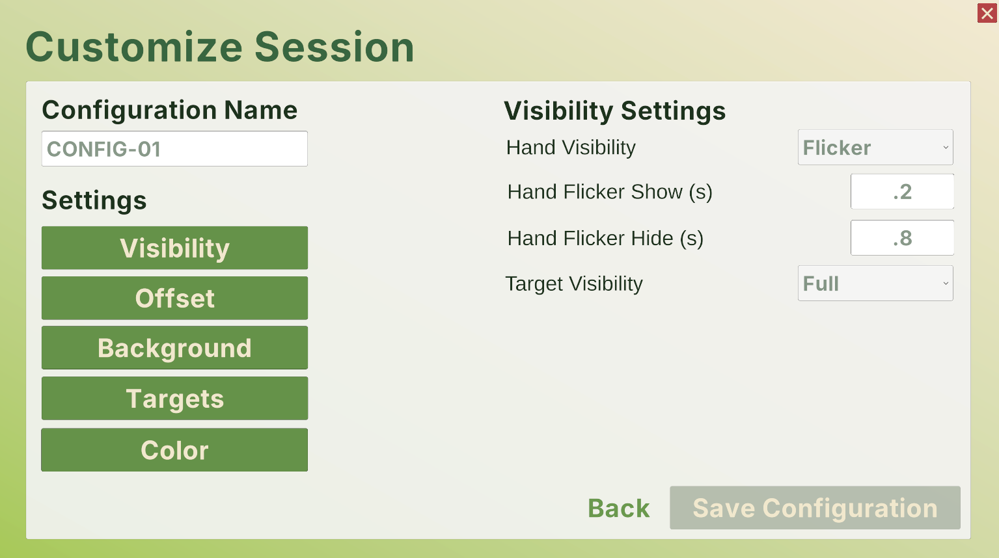 Customize Session
Configuration Name
CONFIG-01
Settings
Visibility
Offset
Background
Targets
Color
Visibility Settings
Hand Visibility
Flicker
Hand Flicker Show (s)
.2
Hand Flicker Hide (s)
.8
Target Visibility
Full
Back
Save Configuration